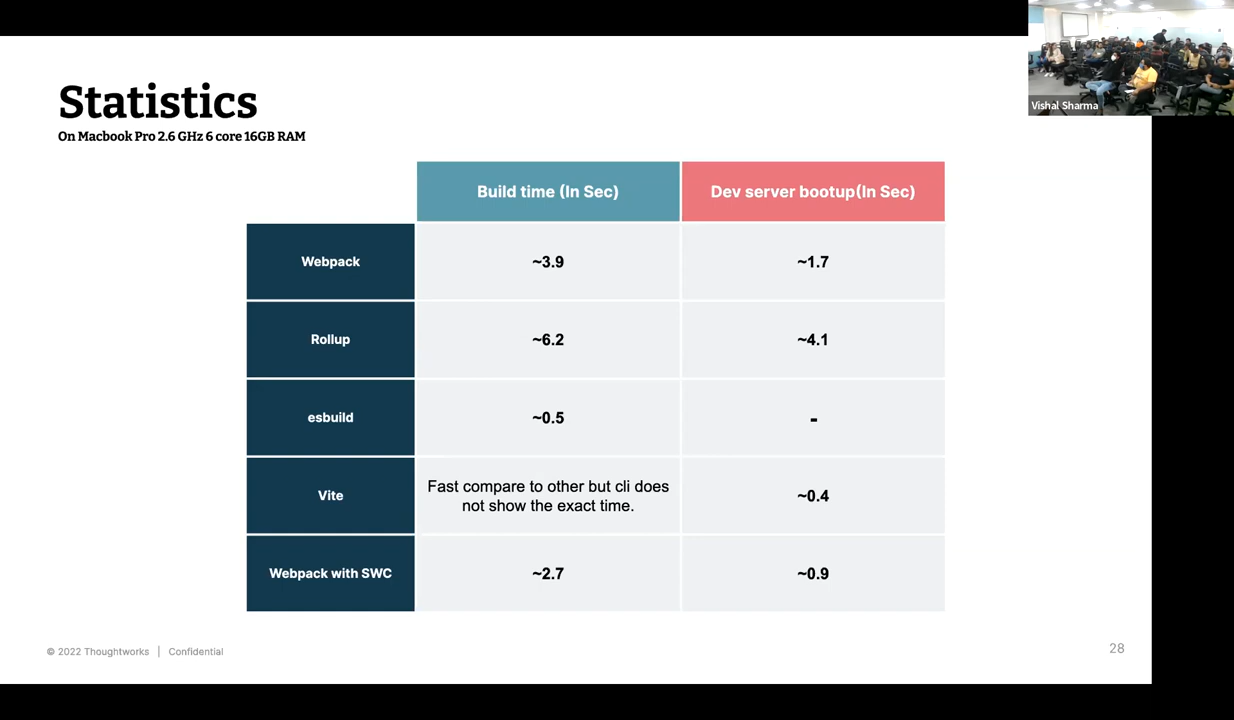 Vishal Sharma
Statistics
On Macbook Pro 2.6 GHz 6 core 16GB RAM
Build time (In Sec)
Dev server bootup(In Sec)
Webpack
~3.9
~1.7
Rollup
~6.2
~4.1
esbuild
~0.5
-
Vite
Fast compare to other but cli does
not show the exact time.
~0.4
Webpack with SWC
~2.7
~0.9
© 2022 Thoughtworks | Confidential
28